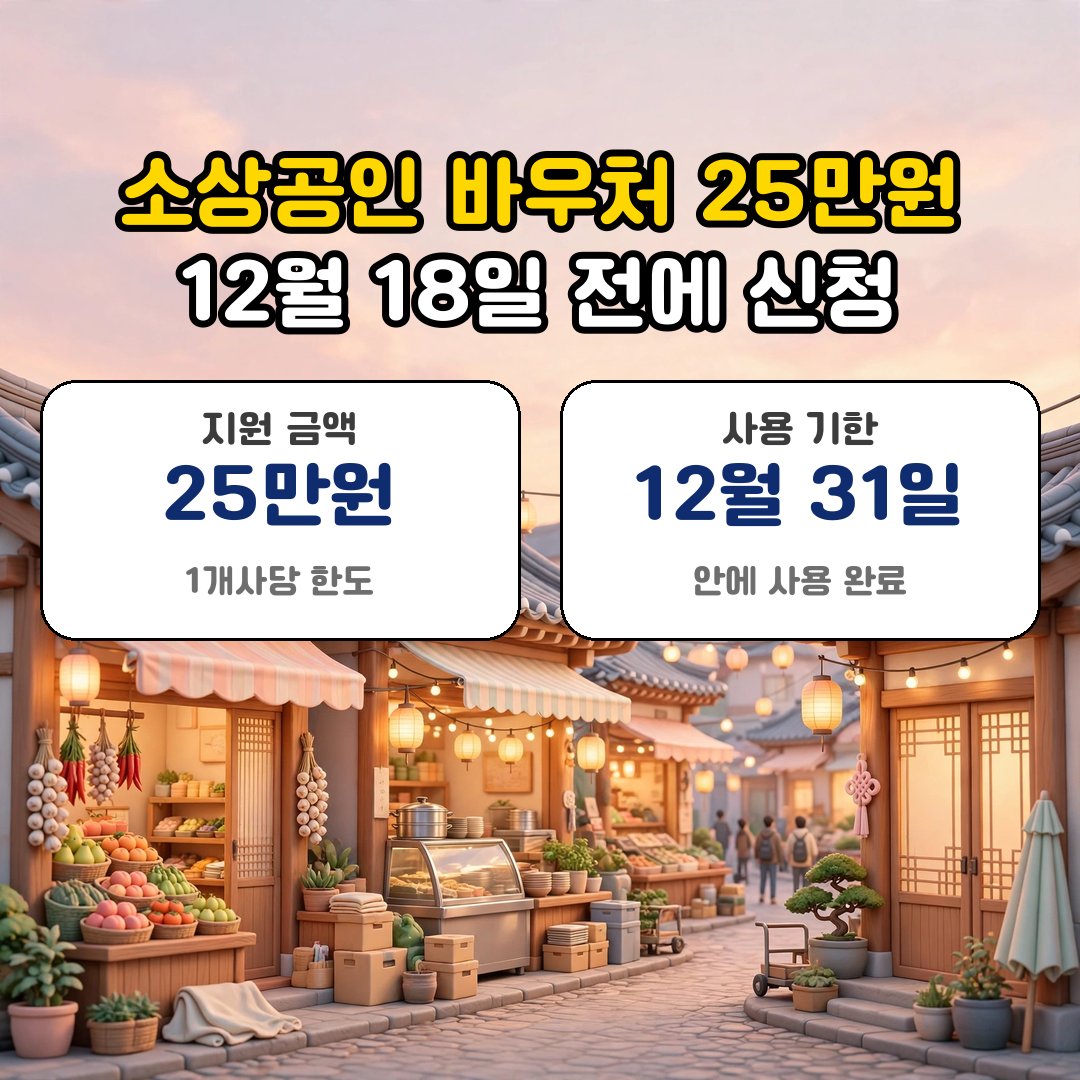 소상공인 바우처 25만원
12월 18일 전에 신청
지원 금액
25만원
1개사당 한도
사용 기한
12월 31일
안에 사용 완료